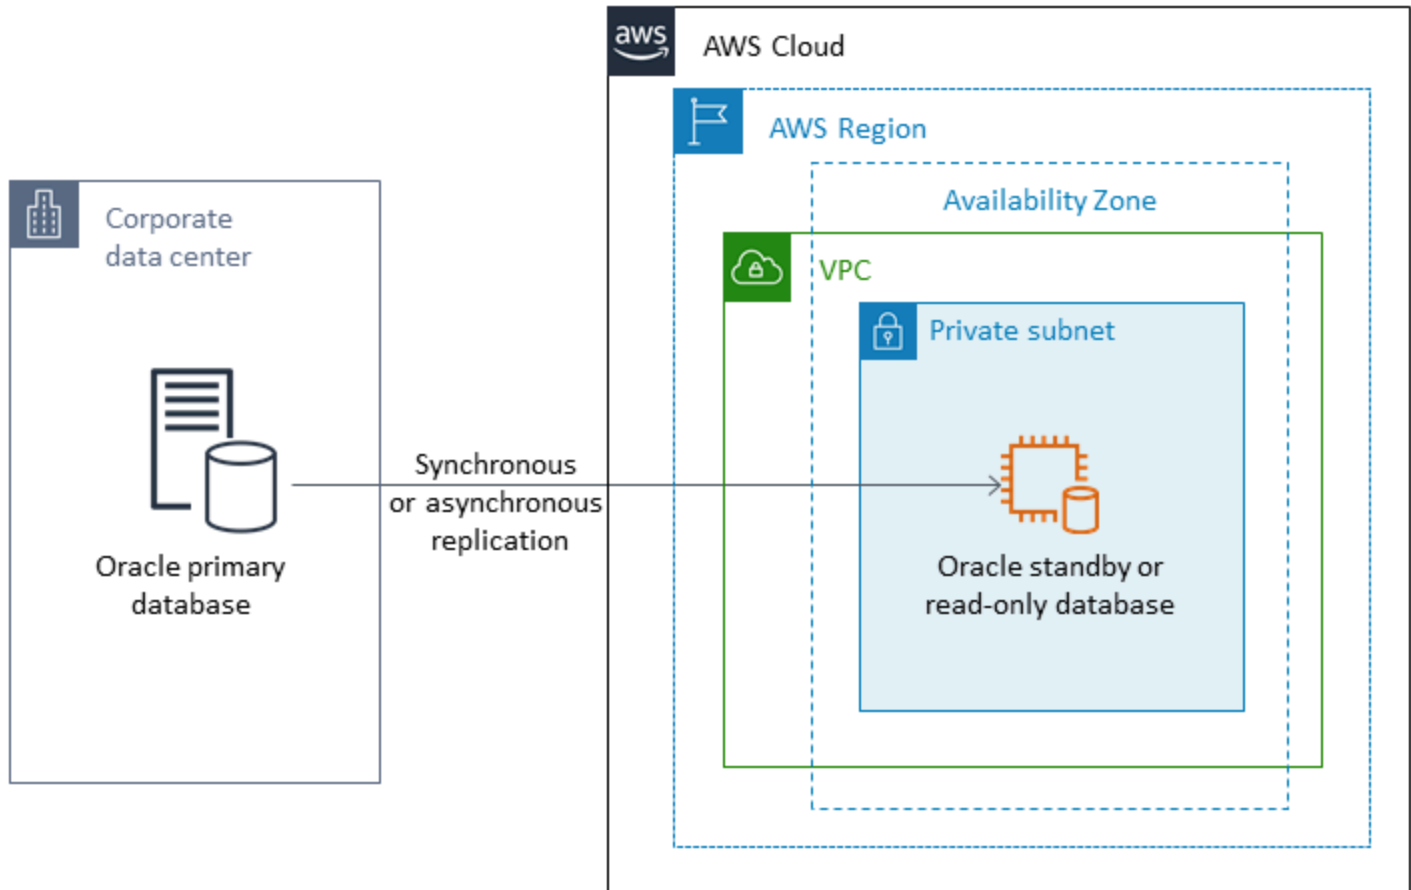 aws
AWS Cloud
AWS Region
Availability Zone
Corporate
data center
VPC
Private subnet
Synchronous
or asynchronous
replication
Oracle primary
database
Oracle standby or
read-only database